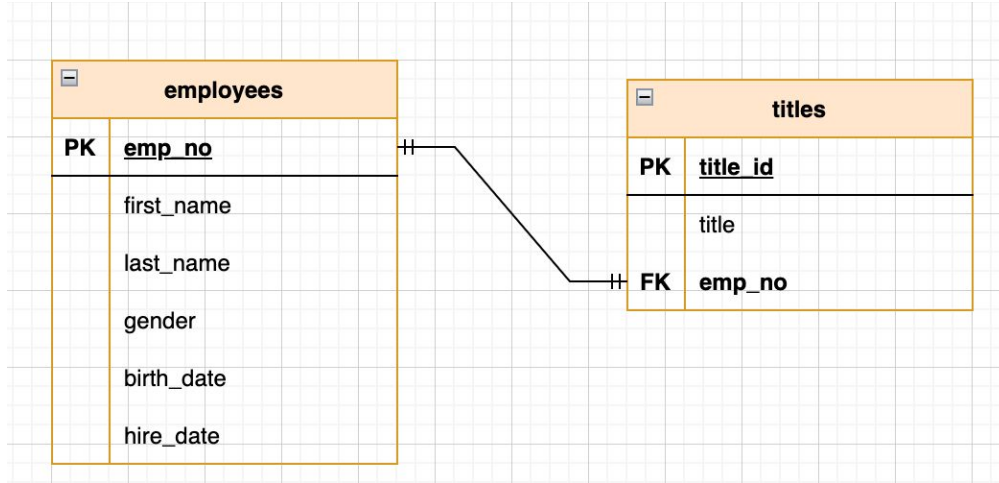 employees
PK emp_no
first_name
last_name
gender
birth_date
hire_date
titles
PK title_id
title
FK emp_no